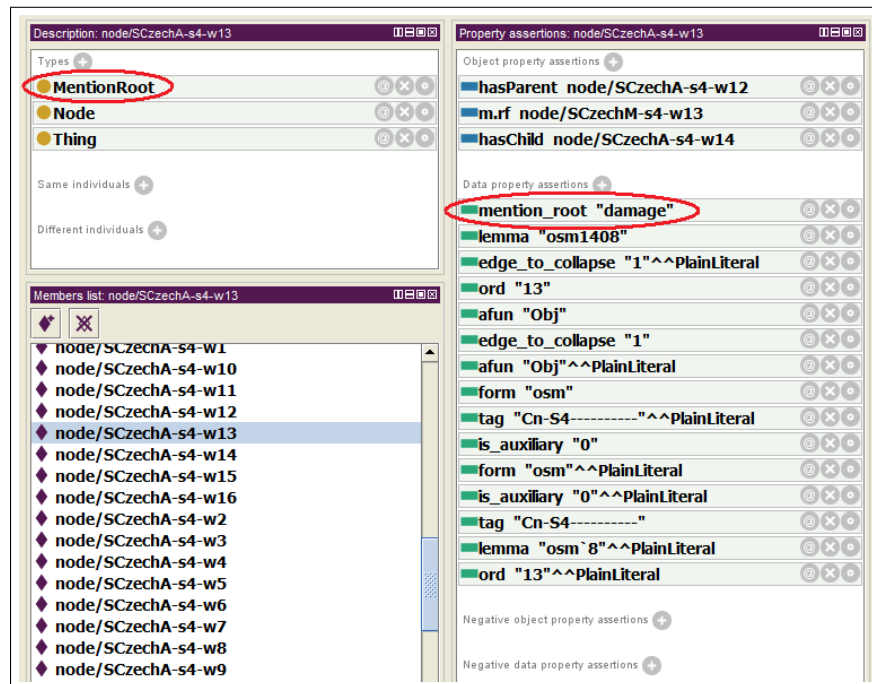 Description: node/SCzechA-s4-w13
Types
MentionRoot
Node
Thing
Same individuals
Different individuals
Members list: node/SCzechA-s4-w13
node/SCzechA-s4-w1
node/SCzechA-s4-w10
node/SCzechA-s4-w11
node/SCzechA-s4-w12
node/SCzechA-s4-w13
node/SCzechA-s4-w14
node/SCzechA-s4-w15
node/SCzechA-s4-w16
node/SCzechA-s4-w2
node/SCzechA-s4-w3
node/SCzechA-s4-w4
node/SCzechA-s4-w5
node/SCzechA-s4-w6
node/SCzechA-s4-w7
node/SCzechA-s4-w8
node/SCzechA-s4-w9
Property assertions: node/SCzechA-s4-w13
Object property assertions
hasParent node/SCzechA-s4-w12
m.rf node/SCzechM-s4-w13
hasChild node/SCzechA-s4-w14
Data property assertions
mention_root "damage"
lemma "osm1408"
edge_to_collapse "1"^^PlainLiteral
ord "13"
afun "Obj"
edge_to_collapse "1"
afun "Obj"^^PlainLiteral
form "osm"
tag "Cn-S4----------"^^PlainLiteral
is_auxiliary "0"
form "osm"^^PlainLiteral
is_auxiliary "0"^^PlainLiteral
tag "Cn-S4----------"
lemma "osm`8"^^PlainLiteral
ord "13"^^PlainLiteral
Negative object property assertions
Negative data property assertions